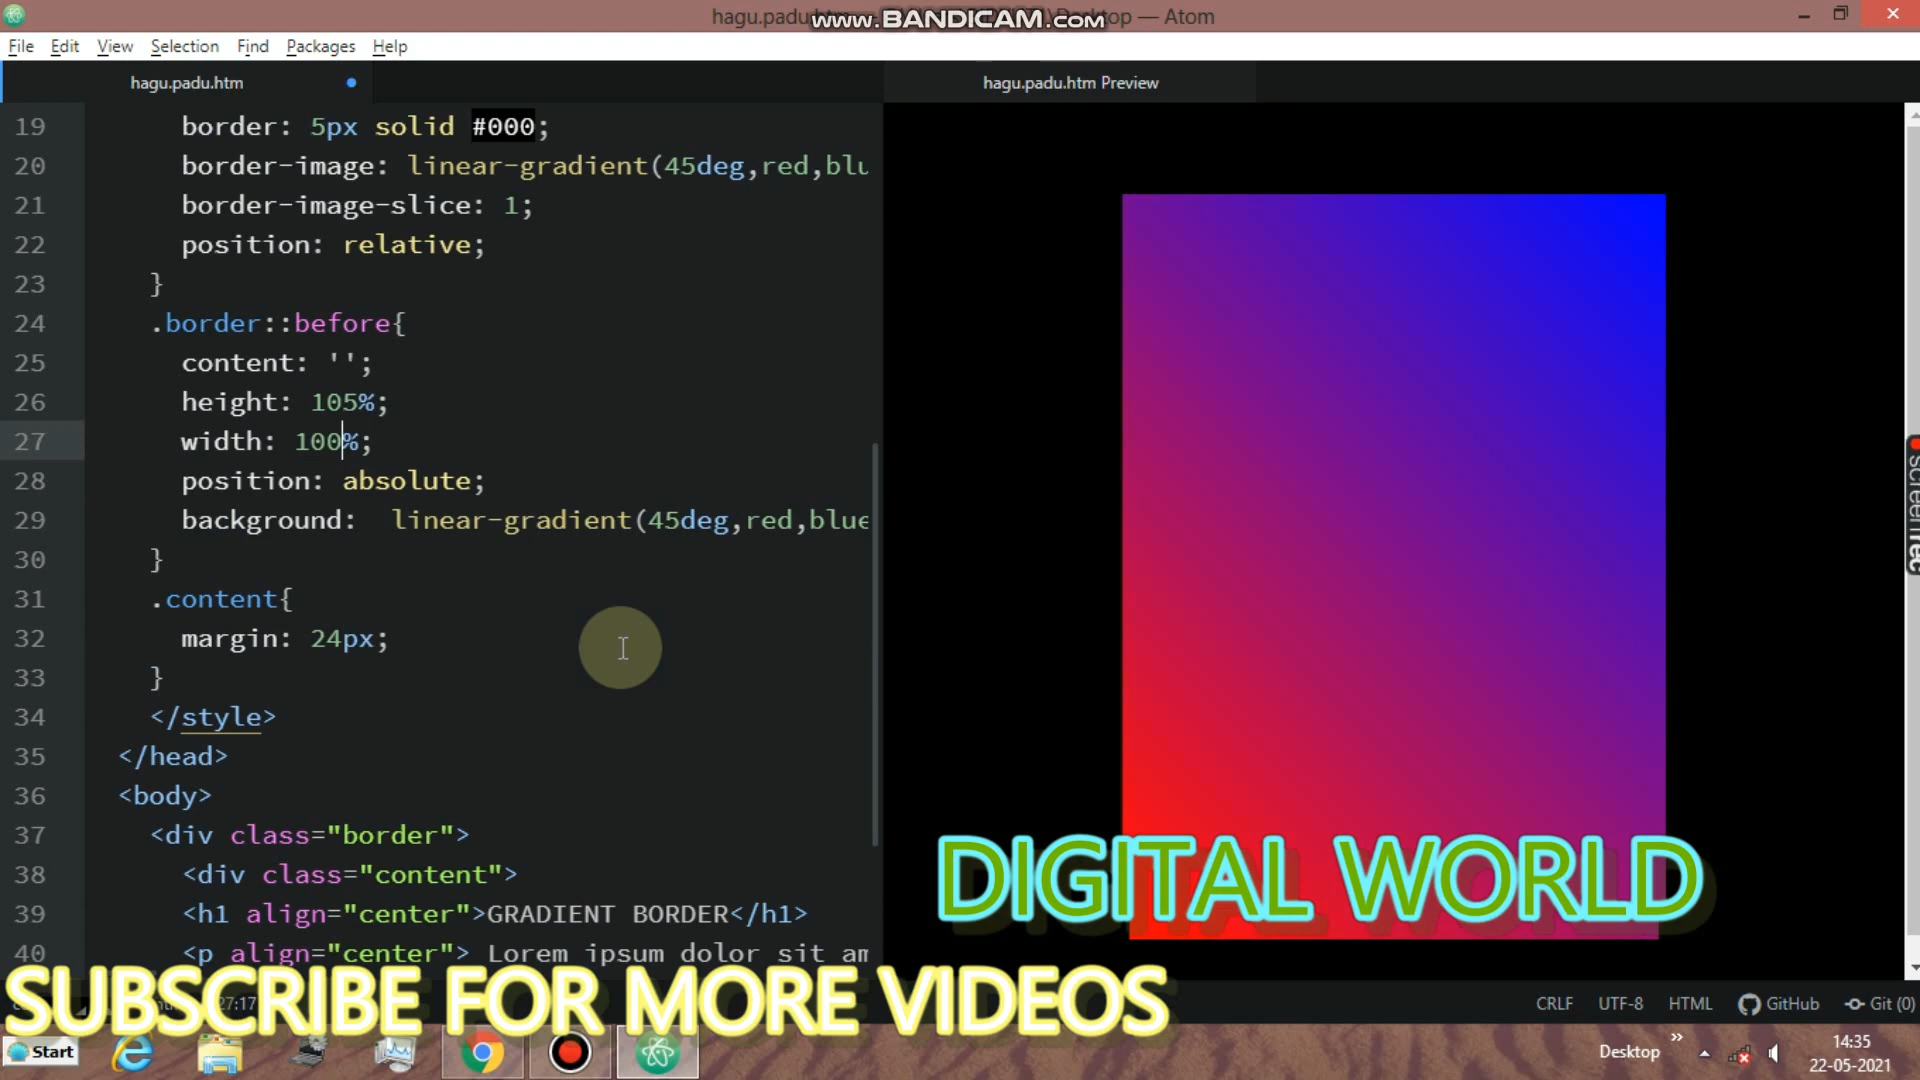 hagu.padu.htm — Desktop — Atom
www.BANDICAM.com
File Edit View Selection Find Packages Help
hagu.padu.htm
hagu.padu.htm Preview
19 border: 5px solid #000;
20 border-image: linear-gradient(45deg,red,blu
21 border-image-slice: 1;
22 position: relative;
23 }
24 .border::before{
25 content: '';
26 height: 105%;
27 width: 100%;
28 position: absolute;
29 background: linear-gradient(45deg,red,blue
30 }
31 .content{
32 margin: 24px;
33 }
34 </style>
35 </head>
36 <body>
37 <div class="border">
38 <div class="content">
39 <h1 align="center">GRADIENT BORDER</h1>
40 <p align="center"> Lorem ipsum dolor sit am
DIGITAL WORLD
SUBSCRIBE FOR MORE VIDEOS
27:17
CRLF UTF-8 HTML GitHub Git (0)
Start
Desktop
14:35
22-05-2021
screenrec